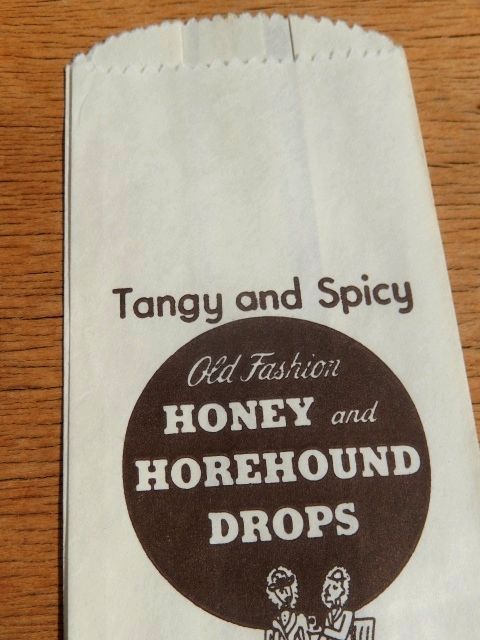 Tangy and Spicy
Old Fashion
HONEY and
HOREHOUND
DROPS